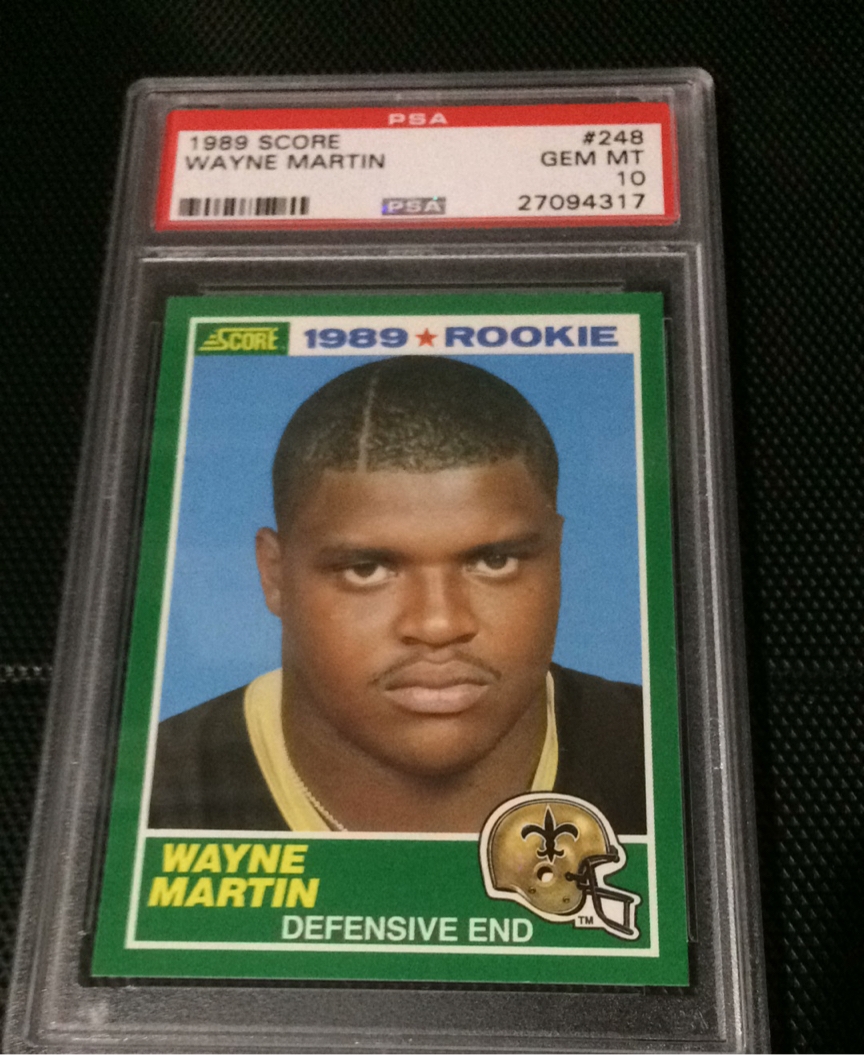 PSA
1989 SCORE #248
WAYNE MARTIN GEM MT
10
PSA 27094317
SCORE 1989 ROOKIE
WAYNE
MARTIN
DEFENSIVE END
TM